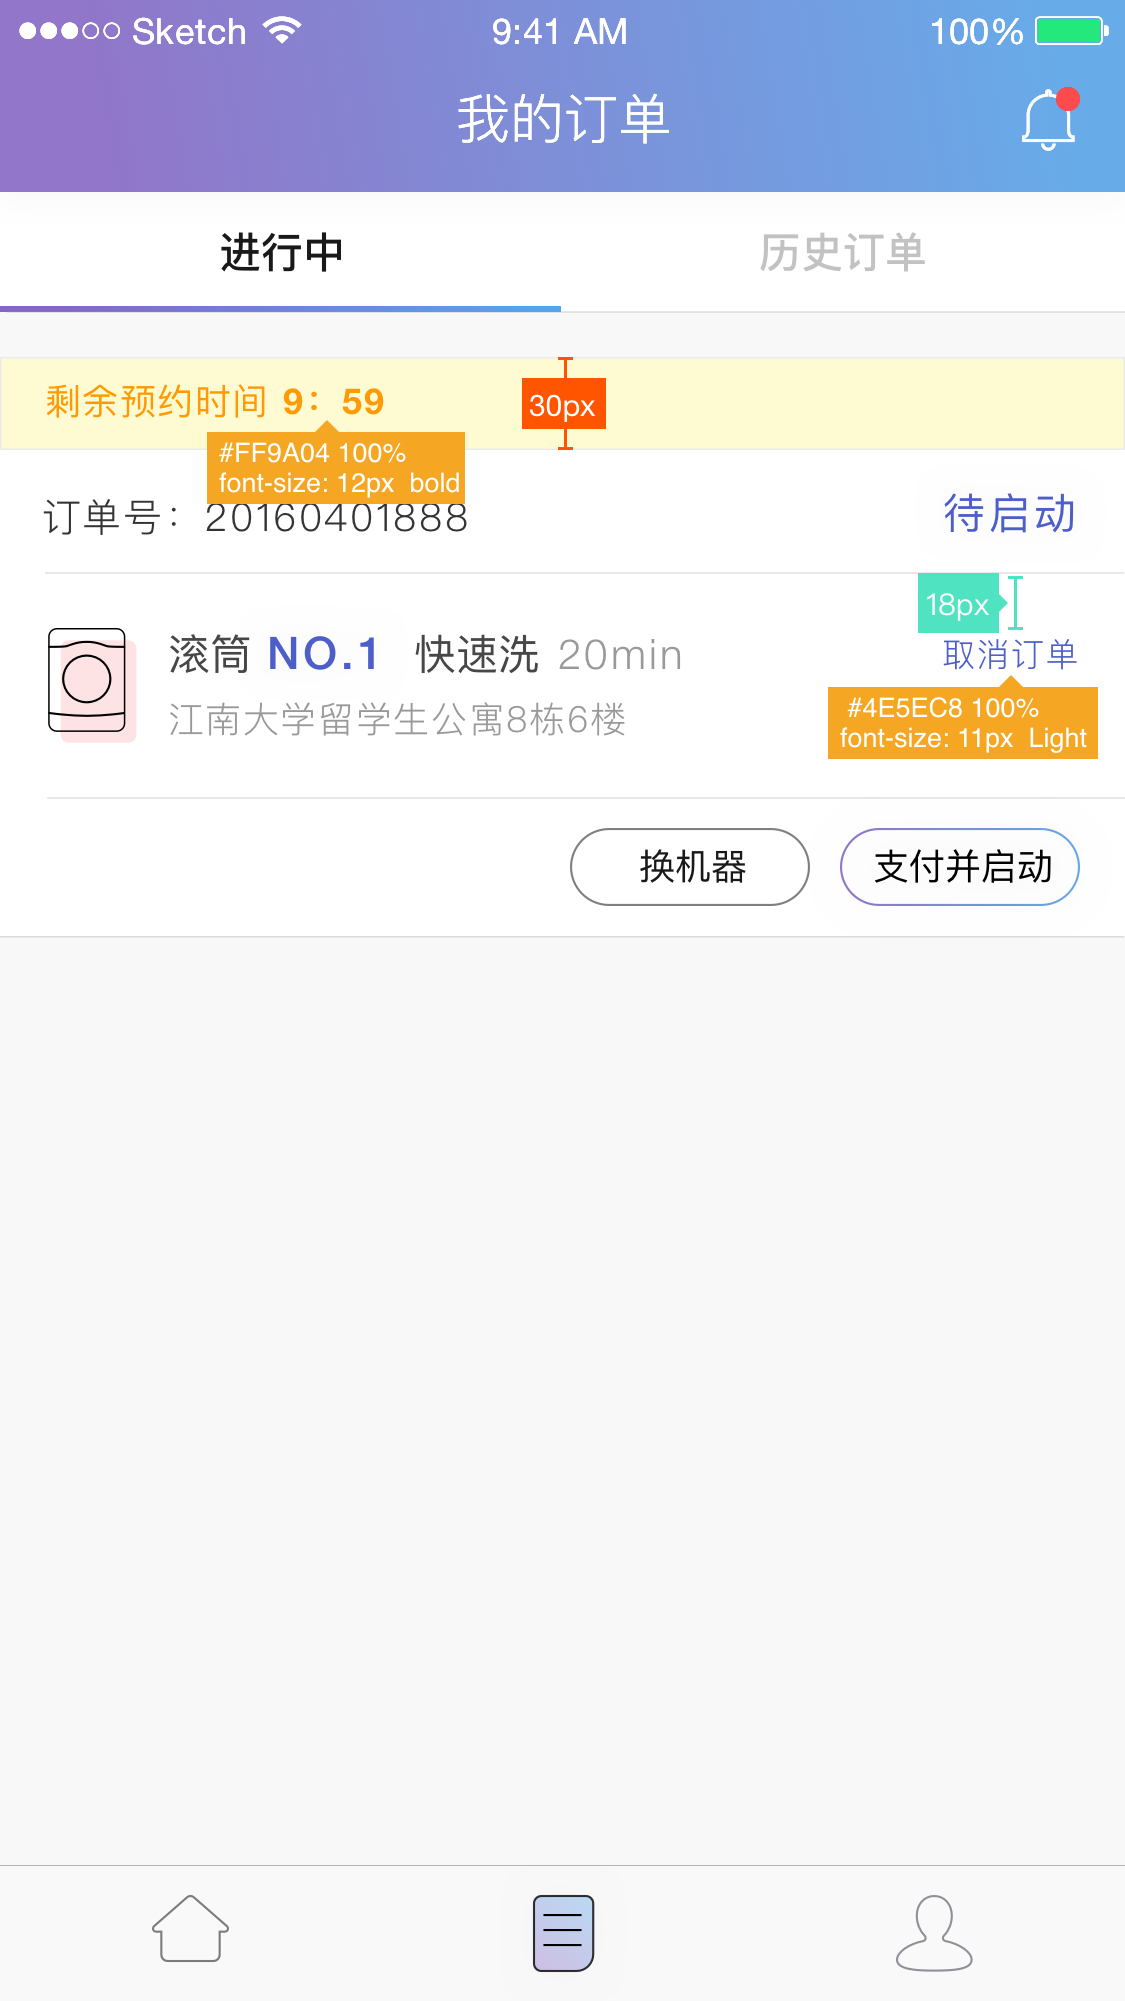 Sketch 9:41 AM 100%
我的订单
进行中 历史订单
剩余预约时间 9：59
30px
#FF9A04 100%
font-size: 12px bold
订单号：20160401888 待启动
18px
滚筒 NO.1 快速洗 20min 取消订单
江南大学留学生公寓8栋6楼
#4E5EC8 100%
font-size: 11px Light
换机器 支付并启动